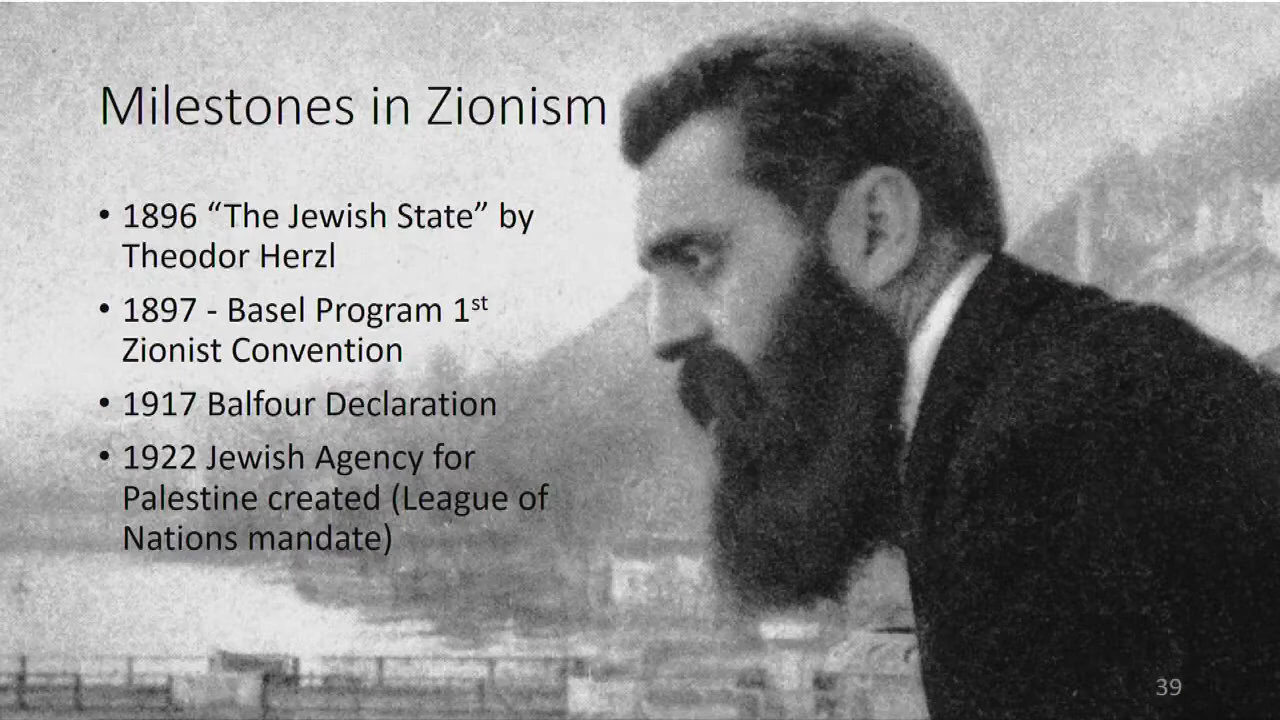 Milestones in Zionism
• 1896 “The Jewish State” by
Theodor Herzl
• 1897 - Basel Program 1st
Zionist Convention
• 1917 Balfour Declaration
• 1922 Jewish Agency for
Palestine created (League of
Nations mandate)
39